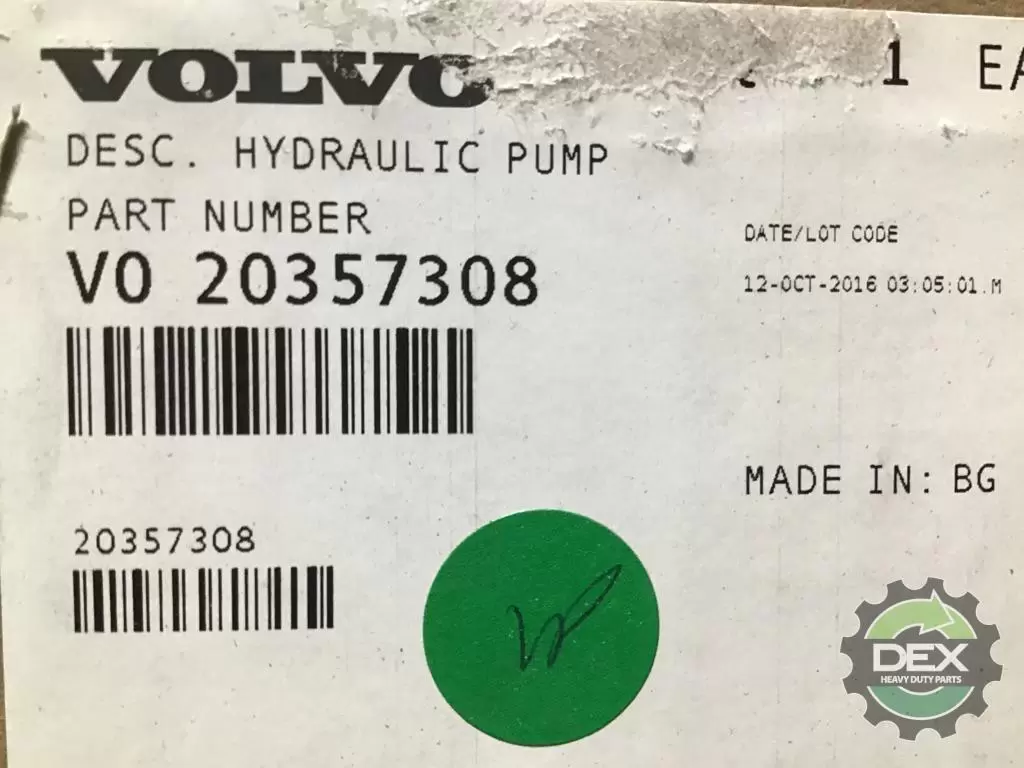 VOLVO
1 EA
DESC. HYDRAULIC PUMP
PART NUMBER
VO 20357308
DATE/LOT CODE
12-OCT-2016 03:05:01.M
MADE IN: BG
20357308
DEX
HEAVY DUTY PARTS